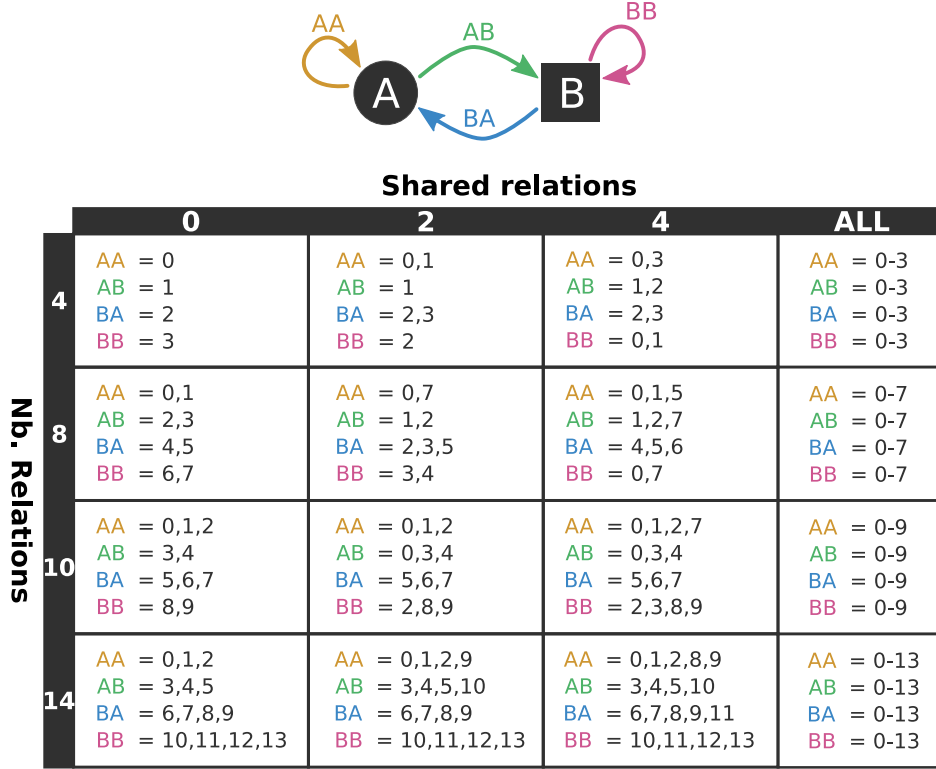 BB
AA
AB
A
B
BA
Shared relations
0 2 4 ALL
Nb. Relations
4
AA = 0
AB = 1
BA = 2
BB = 3
AA = 0,1
AB = 1
BA = 2,3
BB = 2
AA = 0,3
AB = 1,2
BA = 2,3
BB = 0,1
AA = 0-3
AB = 0-3
BA = 0-3
BB = 0-3
8
AA = 0,1
AB = 2,3
BA = 4,5
BB = 6,7
AA = 0,7
AB = 1,2
BA = 2,3,5
BB = 3,4
AA = 0,1,5
AB = 1,2,7
BA = 4,5,6
BB = 0,7
AA = 0-7
AB = 0-7
BA = 0-7
BB = 0-7
10
AA = 0,1,2
AB = 3,4
BA = 5,6,7
BB = 8,9
AA = 0,1,2
AB = 0,3,4
BA = 5,6,7
BB = 2,8,9
AA = 0,1,2,7
AB = 0,3,4
BA = 5,6,7
BB = 2,3,8,9
AA = 0-9
AB = 0-9
BA = 0-9
BB = 0-9
14
AA = 0,1,2
AB = 3,4,5
BA = 6,7,8,9
BB = 10,11,12,13
AA = 0,1,2,9
AB = 3,4,5,10
BA = 6,7,8,9
BB = 10,11,12,13
AA = 0,1,2,8,9
AB = 3,4,5,10
BA = 6,7,8,9,11
BB = 10,11,12,13
AA = 0-13
AB = 0-13
BA = 0-13
BB = 0-13